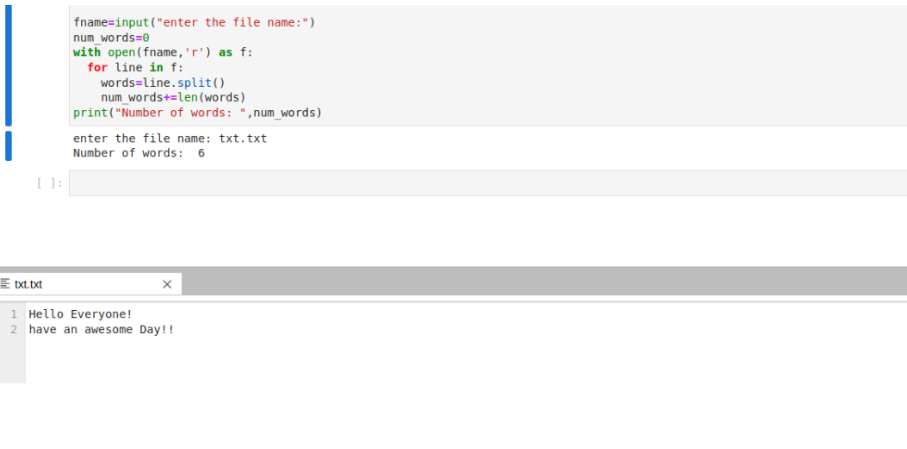 fname=input("enter the file name:")
num_words=0
with open(fname,'r') as f:
  for line in f:
    words=line.split()
    num_words+=len(words)
print("Number of words: ",num_words)
enter the file name: txt.txt
Number of words:  6
[ ]:
txt.txt ×
1 Hello Everyone!
2 have an awesome Day!!